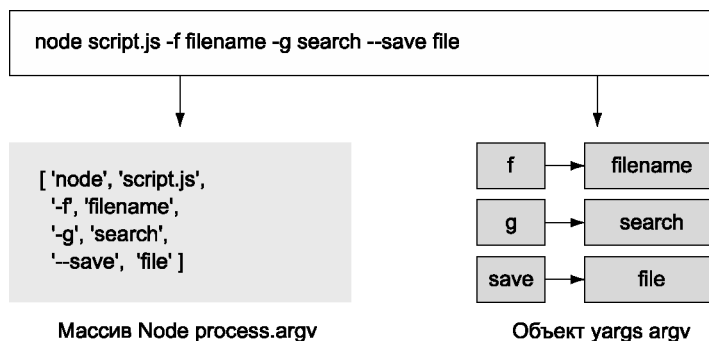 node script.js -f filename -g search --save file
[ 'node', 'script.js',
'-f', 'filename',
'-g', 'search',
'--save', 'file' ]
f filename
g search
save file
Массив Node process.argv
Объект yargs argv